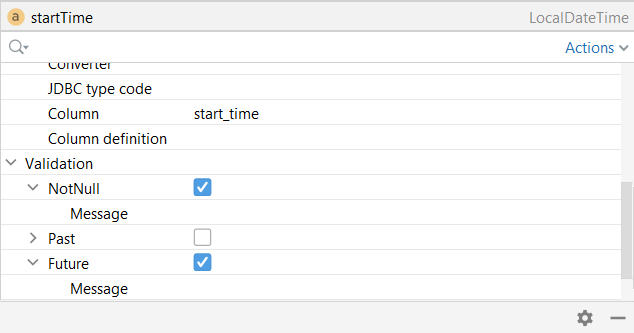 a startTime LocalDateTime
Actions
Converter
JDBC type code
Column start_time
Column definition
Validation
NotNull
Message
Past
Future
Message